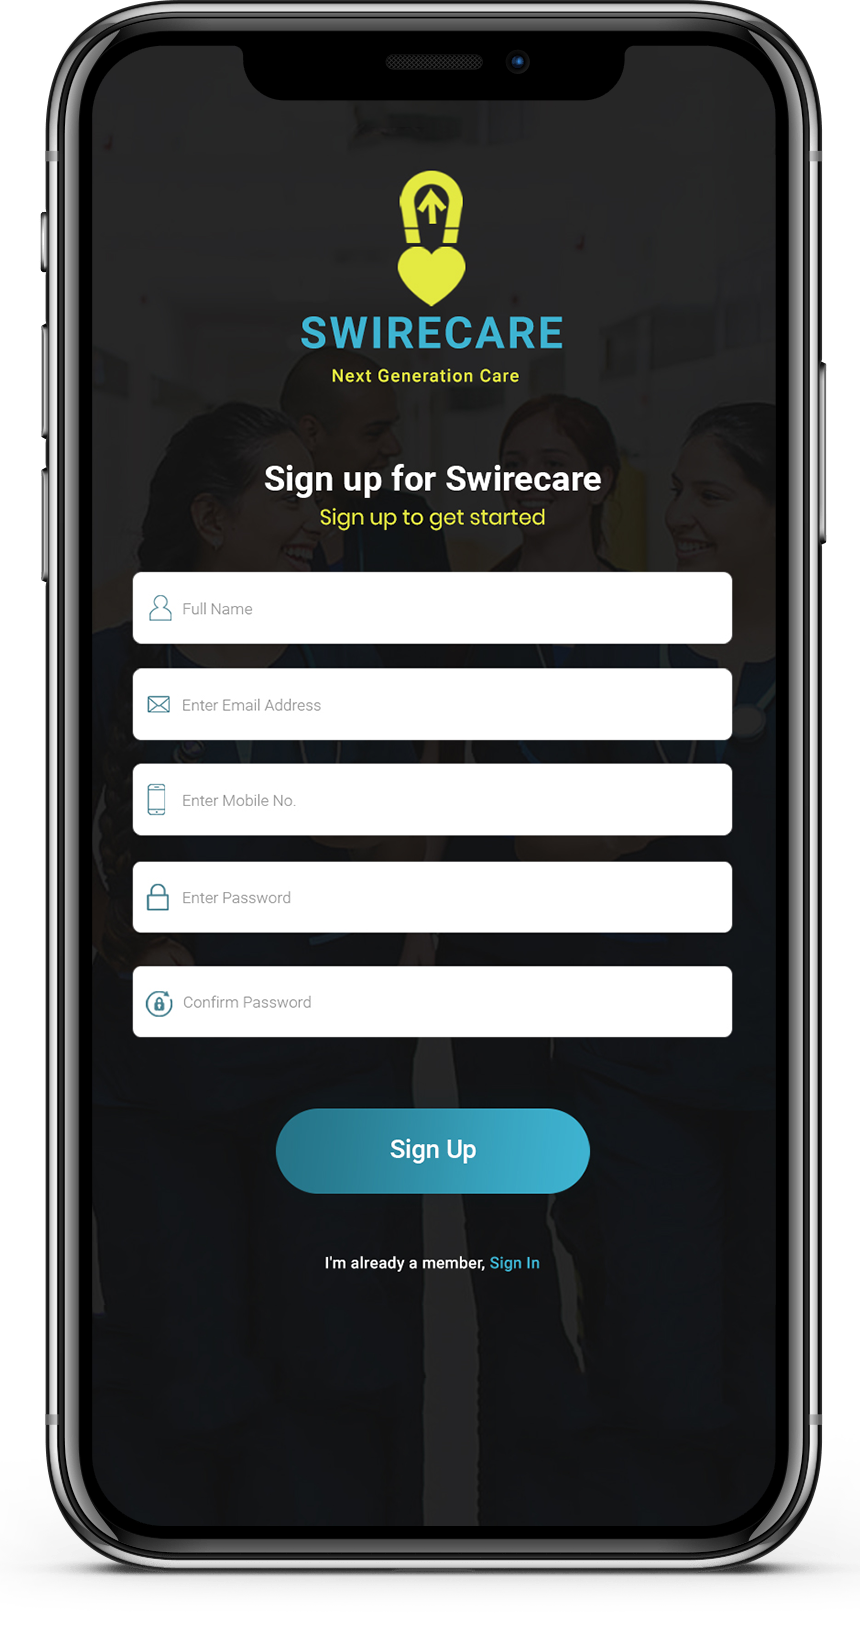 SWIRECARE
Next Generation Care
Sign up for Swirecare
Sign up to get started
Full Name
Enter Email Address
Enter Mobile No.
Enter Password
Confirm Password
Sign Up
I'm already a member, Sign In